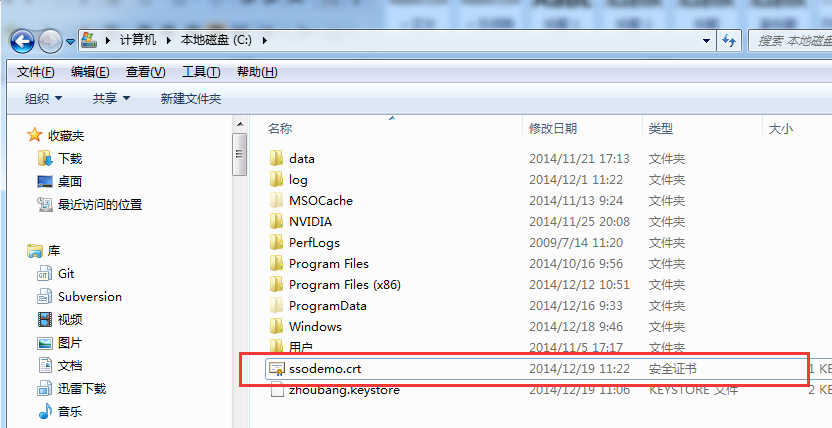 计算机 本地磁盘 (C:) 搜索 本地磁
文件(F) 编辑(E) 查看(V) 工具(T) 帮助(H)
组织 共享 新建文件夹
收藏夹
下载
桌面
最近访问的位置
库
Git
Subversion
视频
图片
文档
迅雷下载
音乐
名称 修改日期 类型 大小
data 2014/11/21 17:13 文件夹
log 2014/12/1 11:22 文件夹
MSOCache 2014/11/13 9:24 文件夹
NVIDIA 2014/11/25 20:08 文件夹
PerfLogs 2009/7/14 11:20 文件夹
Program Files 2014/10/16 9:56 文件夹
Program Files (x86) 2014/12/12 10:51 文件夹
ProgramData 2014/12/16 9:33 文件夹
Windows 2014/12/18 9:46 文件夹
用户 2014/11/5 17:17 文件夹
ssodemo.crt 2014/12/19 11:22 安全证书 1 KB
zhoubang.keystore 2014/12/19 11:06 KEYSTORE 文件 2 KB